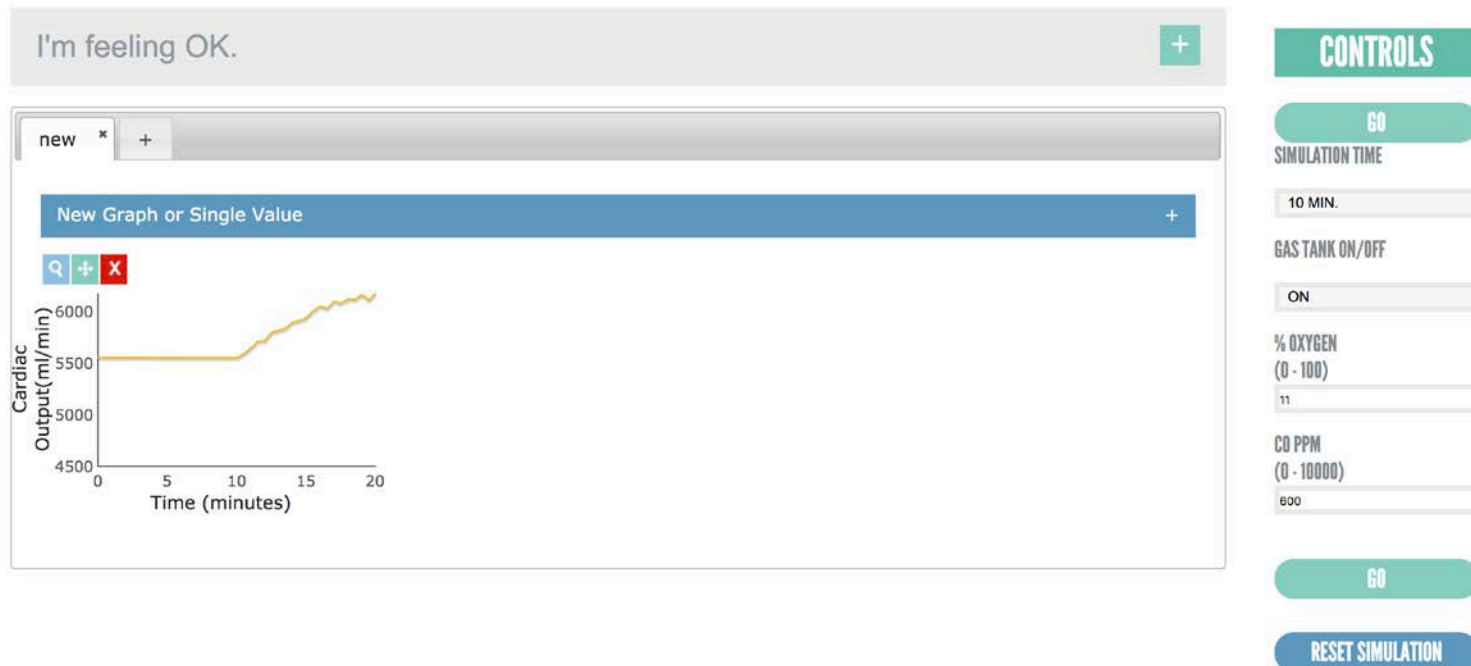 I'm feeling OK.
+
new ✖ +
New Graph or Single Value +
X
Cardiac
Output(ml/min)
6000
5500
5000
4500
0 5 10 15 20
Time (minutes)
CONTROLS
GO
SIMULATION TIME
10 MIN.
GAS TANK ON/OFF
ON
% OXYGEN
(0 - 100)
11
CO PPM
(0 - 10000)
600
GO
RESET SIMULATION